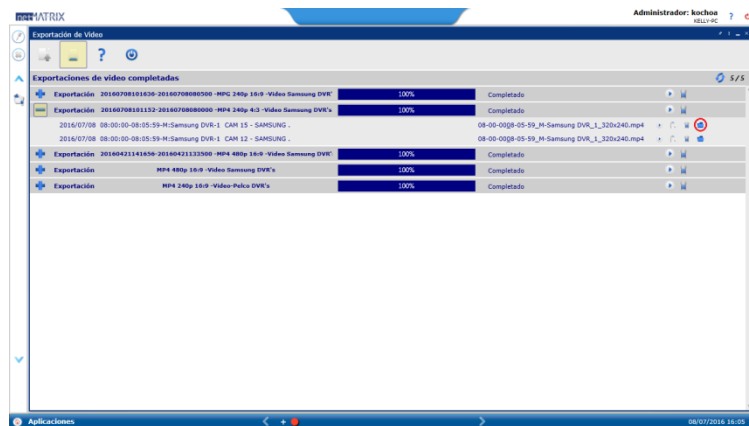 netMATRIX
Administrador: kochoa
KELLY-PC
Exportación de Video
Exportaciones de video completadas
5/5
Exportación 20160708101636-20160708080500 -MPG 240p 16:9 -Video Samsung DVR' 100% Completado
Exportación 20160708101152-20160708080000 -MP4 240p 4:3 -Video Samsung DVR's 100% Completado
2016/07/08 08:00:00-08:05:59-M:Samsung DVR-1 CAM 15 - SAMSUNG . 08-00-00@8-05-59_M-Samsung DVR_1_320x240.mp4
2016/07/08 08:00:00-08:05:59-M:Samsung DVR-1 CAM 12 - SAMSUNG . 08-00-00@8-05-59_M-Samsung DVR_1_320x240.mp4
Exportación 20160421141656-20160421133500 -MP4 480p 16:9 -Video Samsung DVR' 100% Completado
Exportación MP4 480p 16:9 -Video Samsung DVR's 100% Completado
Exportación MP4 240p 16:9 -Video-Pelco DVR's 100% Completado
Aplicaciones
08/07/2016 16:05